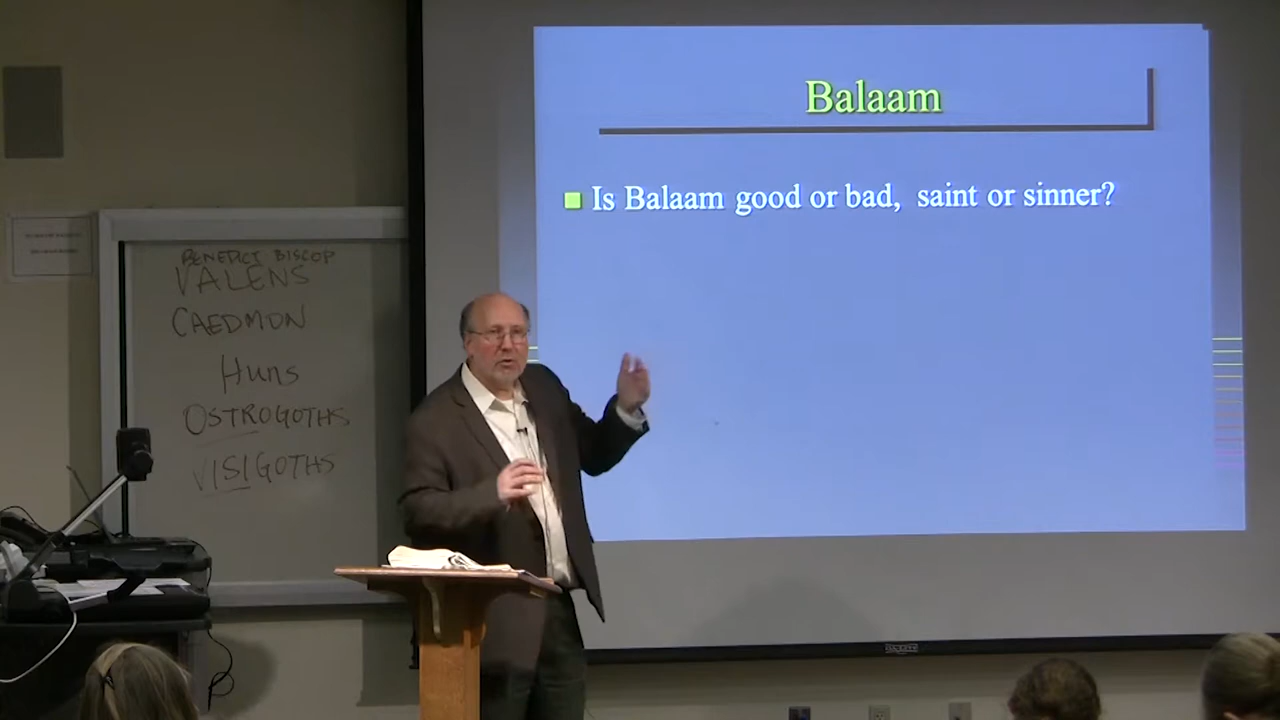 Balaam
Is Balaam good or bad, saint or sinner?
BENEDICT BISCOP
VALENS
CAEDMON
Huns
OSTROGOTHS
VISIGOTHS